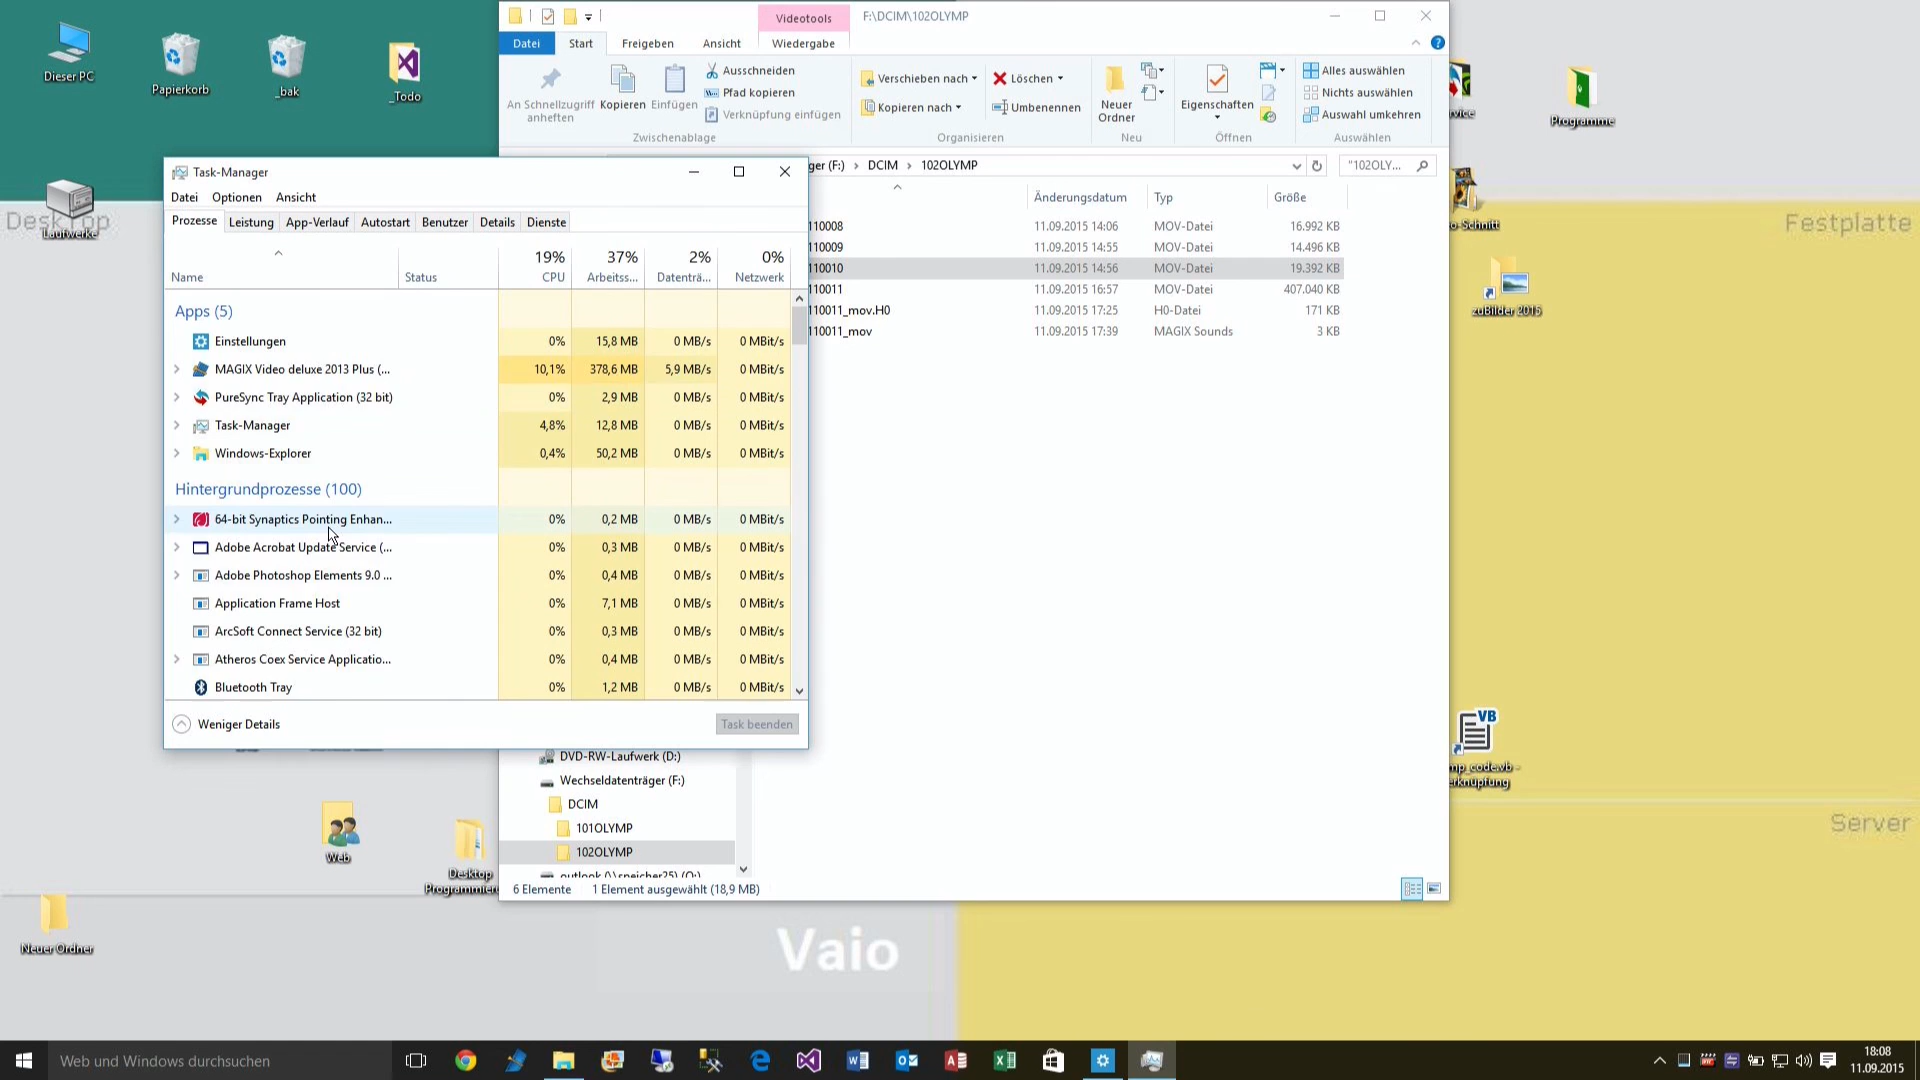 Dieser PC
Papierkorb
_bak
_Todo
Desktop
Laufwerke
Web
Desktop
Neuer Ordner
Vaio
Festplatte
Server
Programme
zuBilder 2015
VB
Videotools
F:\DCIM\102OLYMP
Datei
Start
Freigeben
Ansicht
Wiedergabe
An Schnellzugriff
anheften
Kopieren
Einfügen
Ausschneiden
Pfad kopieren
Verknüpfung einfügen
Zwischenablage
Verschieben nach
Kopieren nach
Löschen
Umbenennen
Organisieren
Neuer
Ordner
Neu
Eigenschaften
Öffnen
Alles auswählen
Nichts auswählen
Auswahl umkehren
Auswählen
ger (F:) › DCIM › 102OLYMP
"102OLY...
Änderungsdatum Typ Größe
110008 11.09.2015 14:06 MOV-Datei 16.992 KB
110009 11.09.2015 14:55 MOV-Datei 14.496 KB
110010 11.09.2015 14:56 MOV-Datei 19.392 KB
110011 11.09.2015 16:57 MOV-Datei 407.040 KB
110011_mov.H0 11.09.2015 17:25 H0-Datei 171 KB
110011_mov 11.09.2015 17:39 MAGIX Sounds 3 KB
DVD-RW-Laufwerk (D:)
Wechseldatenträger (F:)
DCIM
101OLYMP
102OLYMP
6 Elemente 1 Element ausgewählt (18,9 MB)
Task-Manager
Datei Optionen Ansicht
Prozesse Leistung App-Verlauf Autostart Benutzer Details Dienste
19% 37% 2% 0%
Name Status CPU Arbeitss... Datenträ... Netzwerk
Apps (5)
Einstellungen 0% 15,8 MB 0 MB/s 0 MBit/s
MAGIX Video deluxe 2013 Plus (... 10,1% 378,6 MB 5,9 MB/s 0 MBit/s
PureSync Tray Application (32 bit) 0% 2,9 MB 0 MB/s 0 MBit/s
Task-Manager 4,8% 12,8 MB 0 MB/s 0 MBit/s
Windows-Explorer 0,4% 50,2 MB 0 MB/s 0 MBit/s
Hintergrundprozesse (100)
64-bit Synaptics Pointing Enhan... 0% 0,2 MB 0 MB/s 0 MBit/s
Adobe Acrobat Update Service (... 0% 0,3 MB 0 MB/s 0 MBit/s
Adobe Photoshop Elements 9.0 ... 0% 0,4 MB 0 MB/s 0 MBit/s
Application Frame Host 0% 7,1 MB 0 MB/s 0 MBit/s
ArcSoft Connect Service (32 bit) 0% 0,3 MB 0 MB/s 0 MBit/s
Atheros Coex Service Applicatio... 0% 0,4 MB 0 MB/s 0 MBit/s
Bluetooth Tray 0% 1,2 MB 0 MB/s 0 MBit/s
Weniger Details
Task beenden
Web und Windows durchsuchen
18:08
11.09.2015